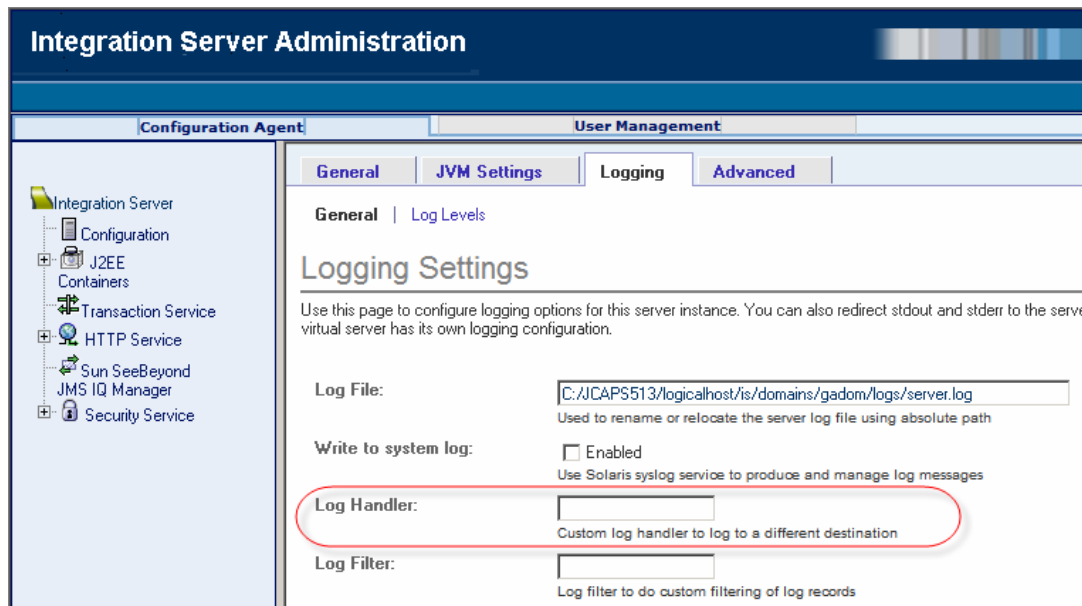 Integration Server Administration
Configuration Agent
User Management
Integration Server
Configuration
J2EE
Containers
Transaction Service
HTTP Service
Sun SeeBeyond
JMS IQ Manager
Security Service
General
JVM Settings
Logging
Advanced
General | Log Levels
Logging Settings
Use this page to configure logging options for this server instance. You can also redirect stdout and stderr to the serve
virtual server has its own logging configuration.
Log File:
C:/JCAPS513/logicalhost/is/domains/gadom/logs/server.log
Used to rename or relocate the server log file using absolute path
Write to system log:
Enabled
Use Solaris syslog service to produce and manage log messages
Log Handler:
Custom log handler to log to a different destination
Log Filter:
Log filter to do custom filtering of log records